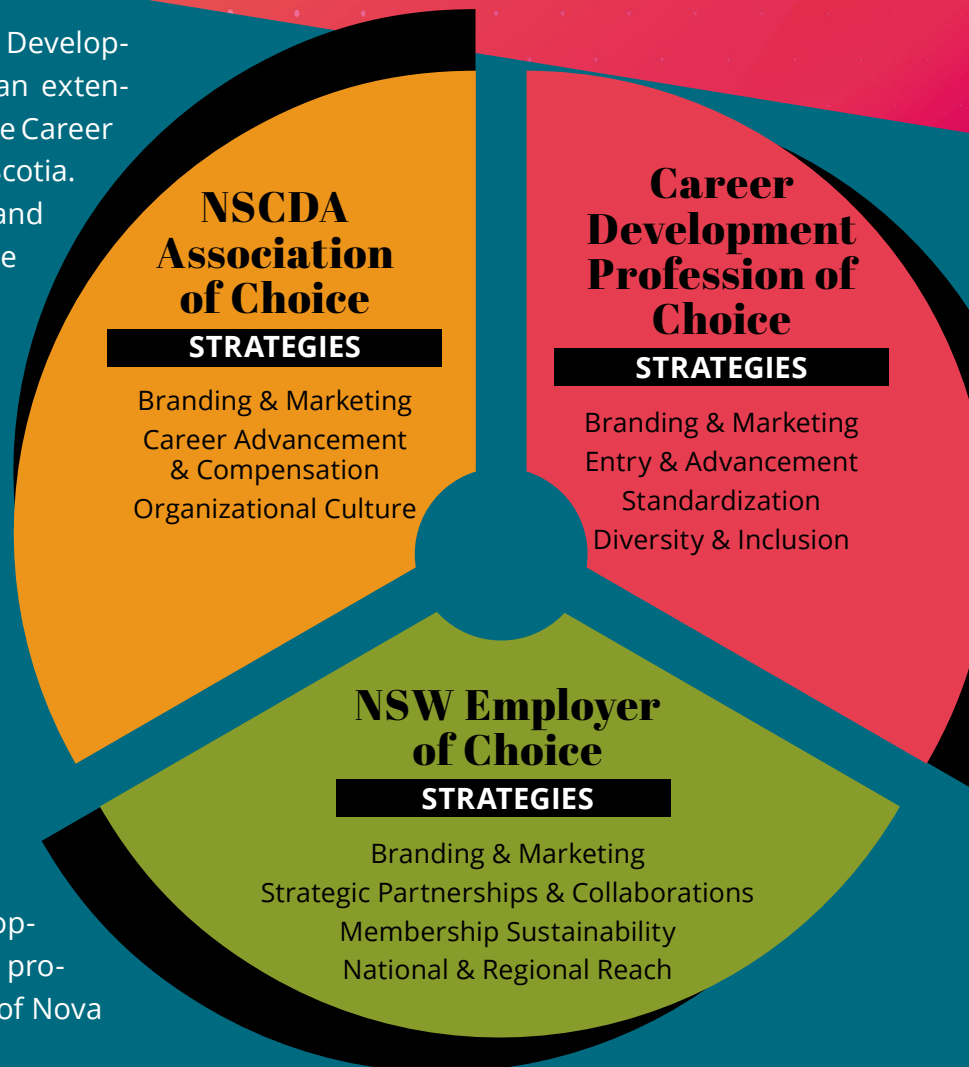 Develop-
an exten-
e Career
cotia.
and
e
NSCDA
Association
of Choice
STRATEGIES
Branding & Marketing
Career Advancement
& Compensation
Organizational Culture
Career
Development
Profession of
Choice
STRATEGIES
Branding & Marketing
Entry & Advancement
Standardization
Diversity & Inclusion
NSW Employer
of Choice
STRATEGIES
Branding & Marketing
Strategic Partnerships & Collaborations
Membership Sustainability
National & Regional Reach
pp-
pro-
of Nova